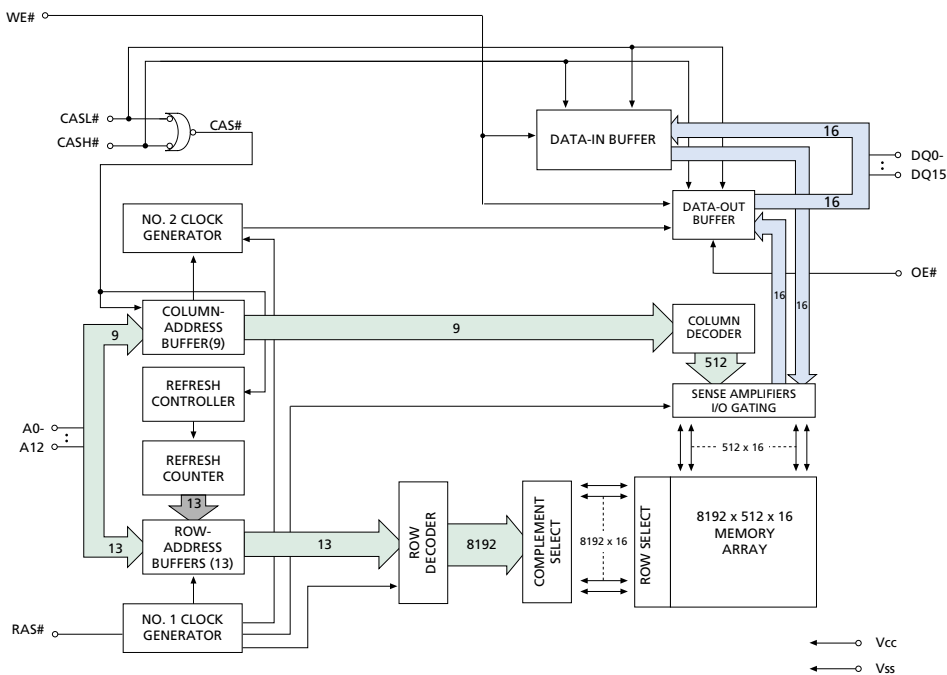 WE#
CASL#
CASH#
CAS#
DATA-IN BUFFER
16
DQ0-
DQ15
16
DATA-OUT
BUFFER
NO. 2 CLOCK
GENERATOR
OE#
16
16
COLUMN-
ADDRESS
BUFFER(9)
9
9
COLUMN
DECODER
512
REFRESH
CONTROLLER
SENSE AMPLIFIERS
I/O GATING
A0-
A12
REFRESH
COUNTER
512 x 16
13
ROW-
ADDRESS
BUFFERS (13)
13
13
ROW
DECODER
8192
COMPLEMENT
SELECT
8192 x 16
ROW SELECT
8192 x 512 x 16
MEMORY
ARRAY
RAS#
NO. 1 CLOCK
GENERATOR
Vcc
Vss